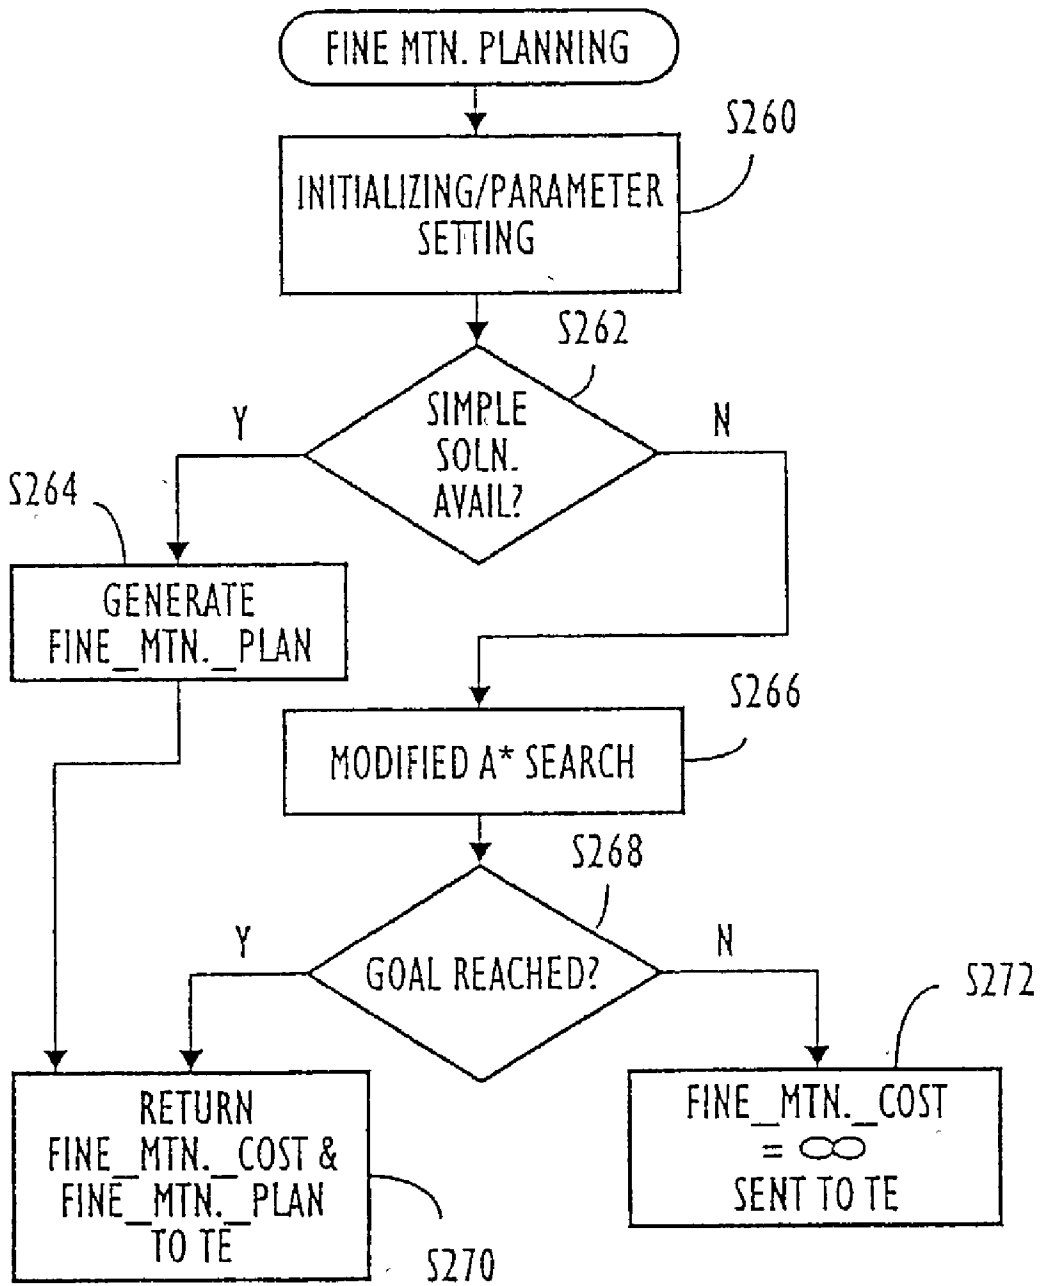 FINE MTN. PLANNING
S260
INITIALIZING/PARAMETER
SETTING
S262
SIMPLE
SOLN.
AVAIL?
Y
N
S264
GENERATE
FINE_MTN._PLAN
S266
MODIFIED A* SEARCH
S268
GOAL REACHED?
Y
N
S272
RETURN
FINE_MTN._COST &
FINE_MTN._PLAN
TO TE
S270
FINE_MTN._COST
= ∞
SENT TO TE